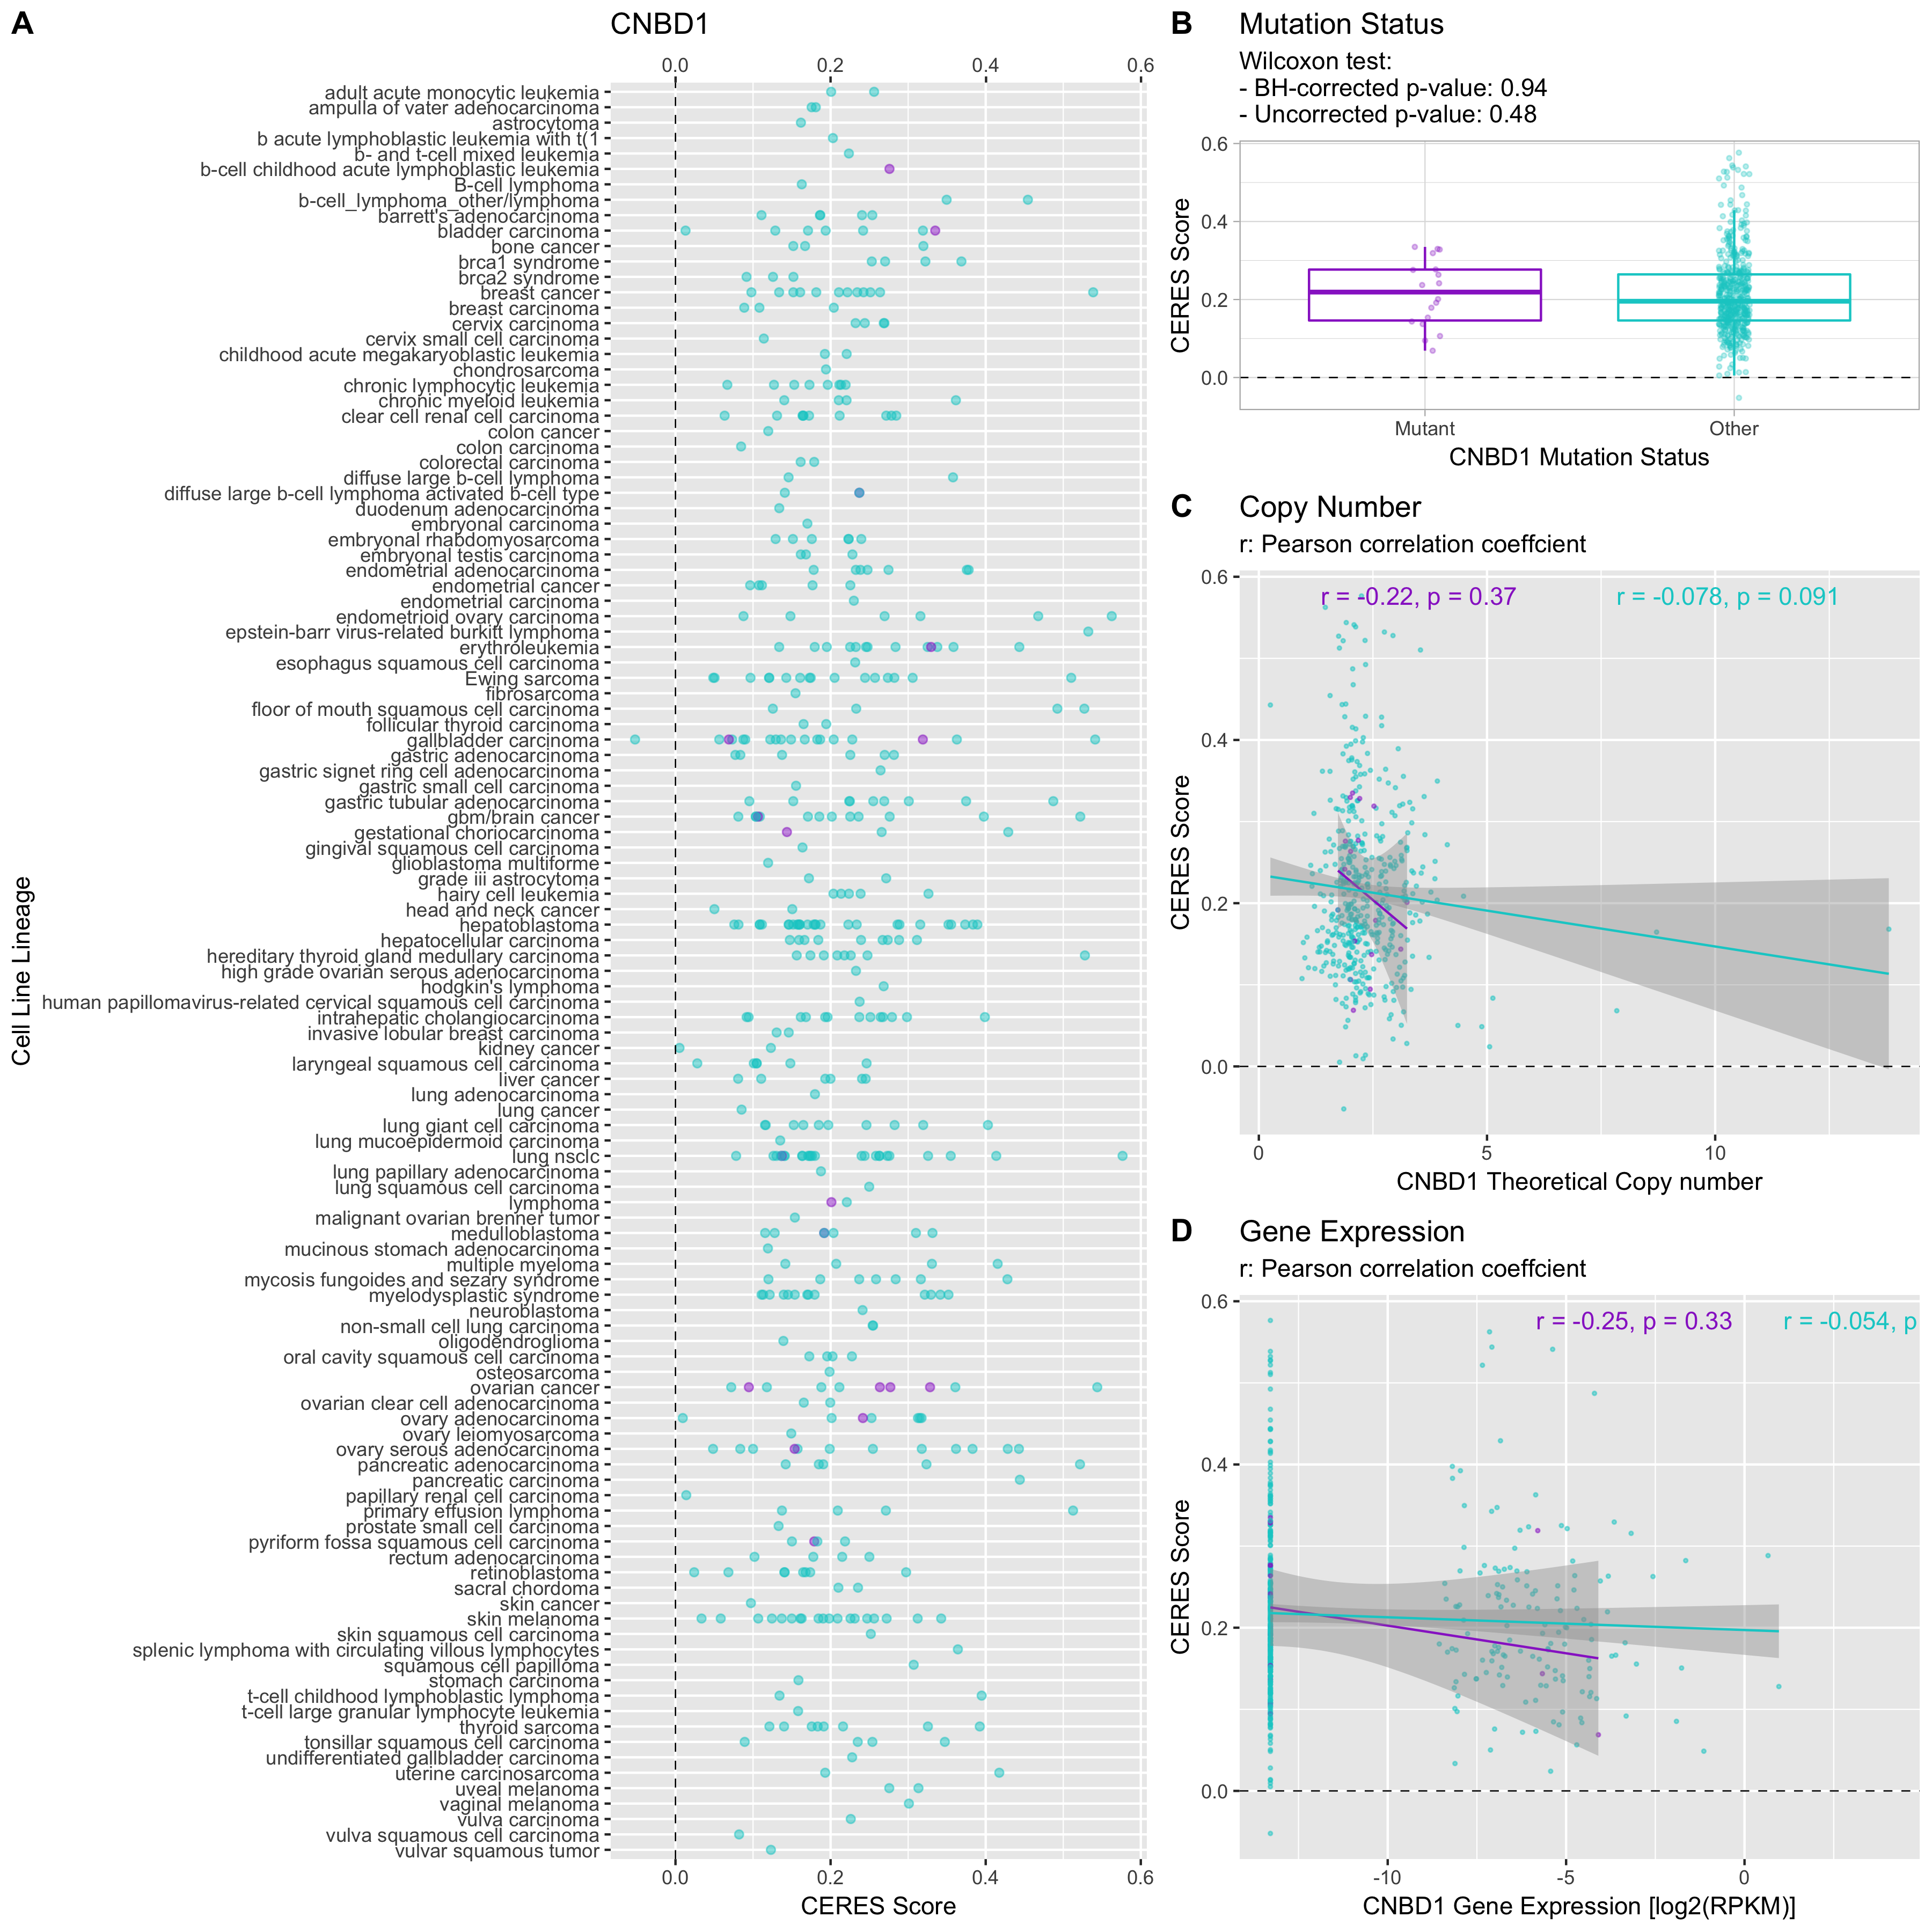 A
CNBD1
0.0 0.2 0.4 0.6
Cell Line Lineage
adult acute monocytic leukemia
ampulla of vater adenocarcinoma
astrocytoma
b acute lymphoblastic leukemia with t(1
b- and t-cell mixed leukemia
b-cell childhood acute lymphoblastic leukemia
B-cell lymphoma
b-cell_lymphoma_other/lymphoma
barrett's adenocarcinoma
bladder carcinoma
bone cancer
brca1 syndrome
brca2 syndrome
breast cancer
breast carcinoma
cervix carcinoma
cervix small cell carcinoma
childhood acute megakaryoblastic leukemia
chondrosarcoma
chronic lymphocytic leukemia
chronic myeloid leukemia
clear cell renal cell carcinoma
colon cancer
colon carcinoma
colorectal carcinoma
diffuse large b-cell lymphoma
diffuse large b-cell lymphoma activated b-cell type
duodenum adenocarcinoma
embryonal carcinoma
embryonal rhabdomyosarcoma
embryonal testis carcinoma
endometrial adenocarcinoma
endometrial cancer
endometrial carcinoma
endometrioid ovary carcinoma
epstein-barr virus-related burkitt lymphoma
erythroleukemia
esophagus squamous cell carcinoma
Ewing sarcoma
fibrosarcoma
floor of mouth squamous cell carcinoma
follicular thyroid carcinoma
gallbladder carcinoma
gastric adenocarcinoma
gastric signet ring cell adenocarcinoma
gastric small cell carcinoma
gastric tubular adenocarcinoma
gbm/brain cancer
gestational choriocarcinoma
gingival squamous cell carcinoma
glioblastoma multiforme
grade iii astrocytoma
hairy cell leukemia
head and neck cancer
hepatoblastoma
hepatocellular carcinoma
hereditary thyroid gland medullary carcinoma
high grade ovarian serous adenocarcinoma
hodgkin's lymphoma
human papillomavirus-related cervical squamous cell carcinoma
intrahepatic cholangiocarcinoma
invasive lobular breast carcinoma
kidney cancer
laryngeal squamous cell carcinoma
liver cancer
lung adenocarcinoma
lung cancer
lung giant cell carcinoma
lung mucoepidermoid carcinoma
lung nsclc
lung papillary adenocarcinoma
lung squamous cell carcinoma
lymphoma
malignant ovarian brenner tumor
medulloblastoma
mucinous stomach adenocarcinoma
multiple myeloma
mycosis fungoides and sezary syndrome
myelodysplastic syndrome
neuroblastoma
non-small cell lung carcinoma
oligodendroglioma
oral cavity squamous cell carcinoma
osteosarcoma
ovarian cancer
ovarian clear cell adenocarcinoma
ovary adenocarcinoma
ovary leiomyosarcoma
ovary serous adenocarcinoma
pancreatic adenocarcinoma
pancreatic carcinoma
papillary renal cell carcinoma
primary effusion lymphoma
prostate small cell carcinoma
pyriform fossa squamous cell carcinoma
rectum adenocarcinoma
retinoblastoma
sacral chordoma
skin cancer
skin melanoma
skin squamous cell carcinoma
splenic lymphoma with circulating villous lymphocytes
squamous cell papilloma
stomach carcinoma
t-cell childhood lymphoblastic lymphoma
t-cell large granular lymphocyte leukemia
thyroid sarcoma
tonsillar squamous cell carcinoma
undifferentiated gallbladder carcinoma
uterine carcinosarcoma
uveal melanoma
vaginal melanoma
vulva carcinoma
vulva squamous cell carcinoma
vulvar squamous tumor
0.0 0.2 0.4 0.6
CERES Score
B
Mutation Status
Wilcoxon test:
- BH-corrected p-value: 0.94
- Uncorrected p-value: 0.48
CERES Score
0.6
0.4
0.2
0.0
Mutant Other
CNBD1 Mutation Status
C
Copy Number
r: Pearson correlation coeffcient
r = -0.22, p = 0.37 r = -0.078, p = 0.091
CERES Score
0.6
0.4
0.2
0.0
0 5 10
CNBD1 Theoretical Copy number
D
Gene Expression
r: Pearson correlation coeffcient
r = -0.25, p = 0.33 r = -0.054, p
CERES Score
0.6
0.4
0.2
0.0
-10 -5 0
CNBD1 Gene Expression [log2(RPKM)]